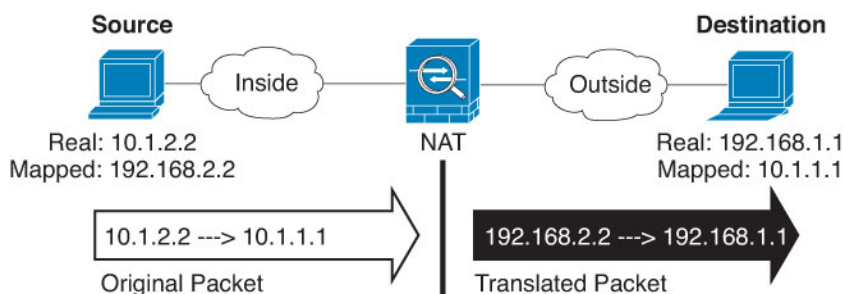 Source
Destination
Inside
Outside
Real: 10.1.2.2
Mapped: 192.168.2.2
NAT
Real: 192.168.1.1
Mapped: 10.1.1.1
10.1.2.2 ---> 10.1.1.1
192.168.2.2 ---> 192.168.1.1
Original Packet
Translated Packet